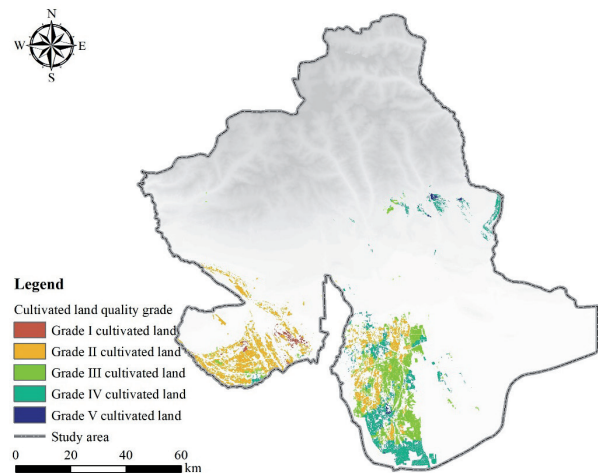 N
W E
S
Legend
Cultivated land quality grade
Grade I cultivated land
Grade II cultivated land
Grade III cultivated land
Grade IV cultivated land
Grade V cultivated land
Study area
0 10 20 40 60
km